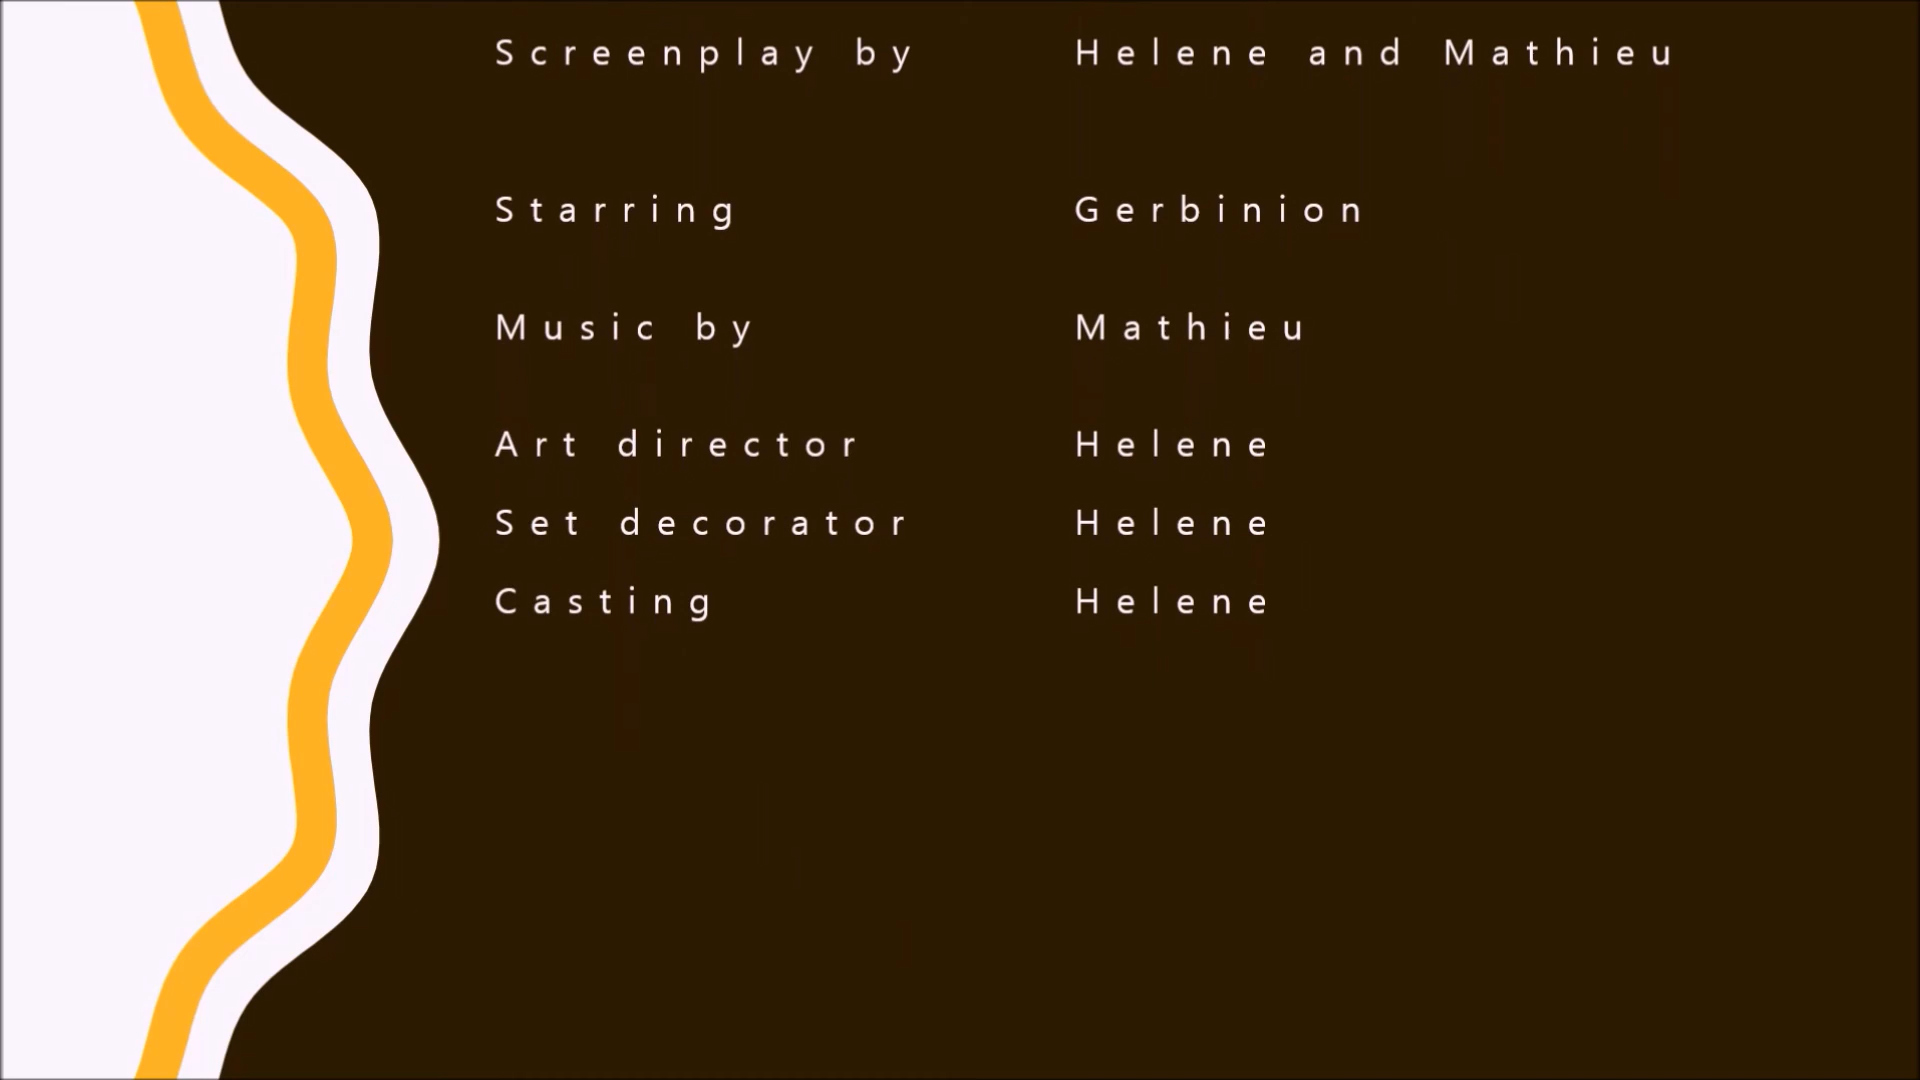 Screenplay by Helene and Mathieu
Starring Gerbinion
Music by Mathieu
Art director Helene
Set decorator Helene
Casting Helene